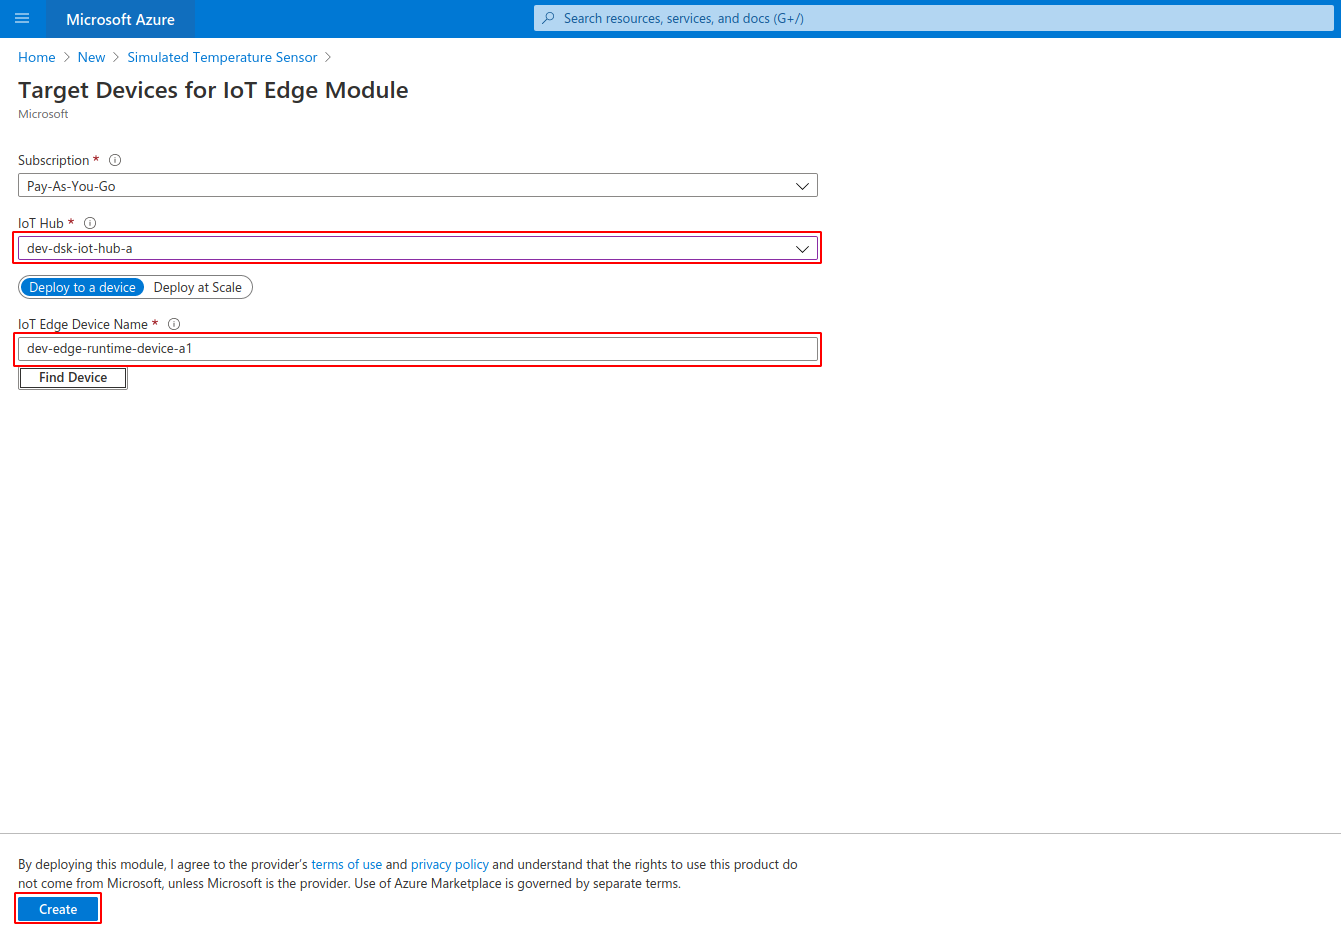 Microsoft Azure
Search resources, services, and docs (G+/)
Home > New > Simulated Temperature Sensor >
Target Devices for IoT Edge Module
Microsoft
Subscription *
Pay-As-You-Go
IoT Hub *
dev-dsk-iot-hub-a
Deploy to a device Deploy at Scale
IoT Edge Device Name *
dev-edge-runtime-device-a1
Find Device
By deploying this module, I agree to the provider's terms of use and privacy policy and understand that the rights to use this product do
not come from Microsoft, unless Microsoft is the provider. Use of Azure Marketplace is governed by separate terms.
Create